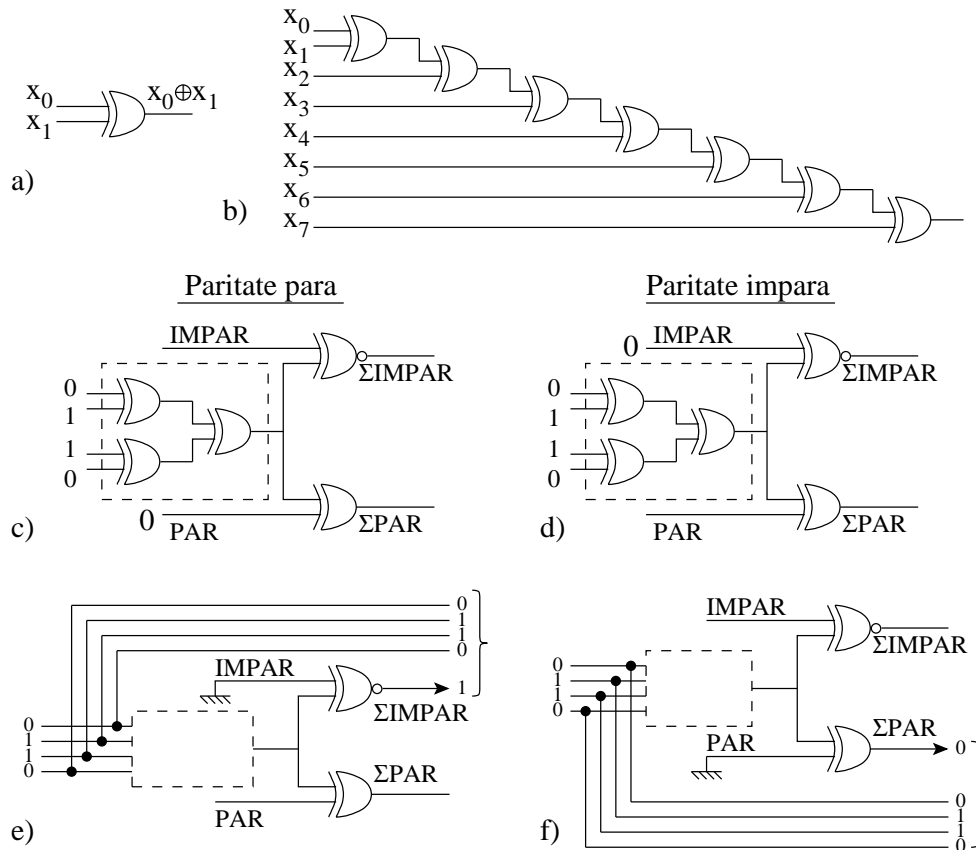 x0
x1
x0⊕x1
a)
x0
x1
x2
x3
x4
x5
x6
x7
b)
Paritate para
IMPAR
ΣIMPAR
0
1
1
0
0
PAR
ΣPAR
c)
Paritate impara
0
IMPAR
ΣIMPAR
0
1
1
0
PAR
ΣPAR
d)
0
1
1
0
IMPAR
1
ΣIMPAR
0
1
1
0
ΣPAR
PAR
e)
IMPAR
ΣIMPAR
0
1
1
0
PAR
ΣPAR
0
0
1
1
0
f)